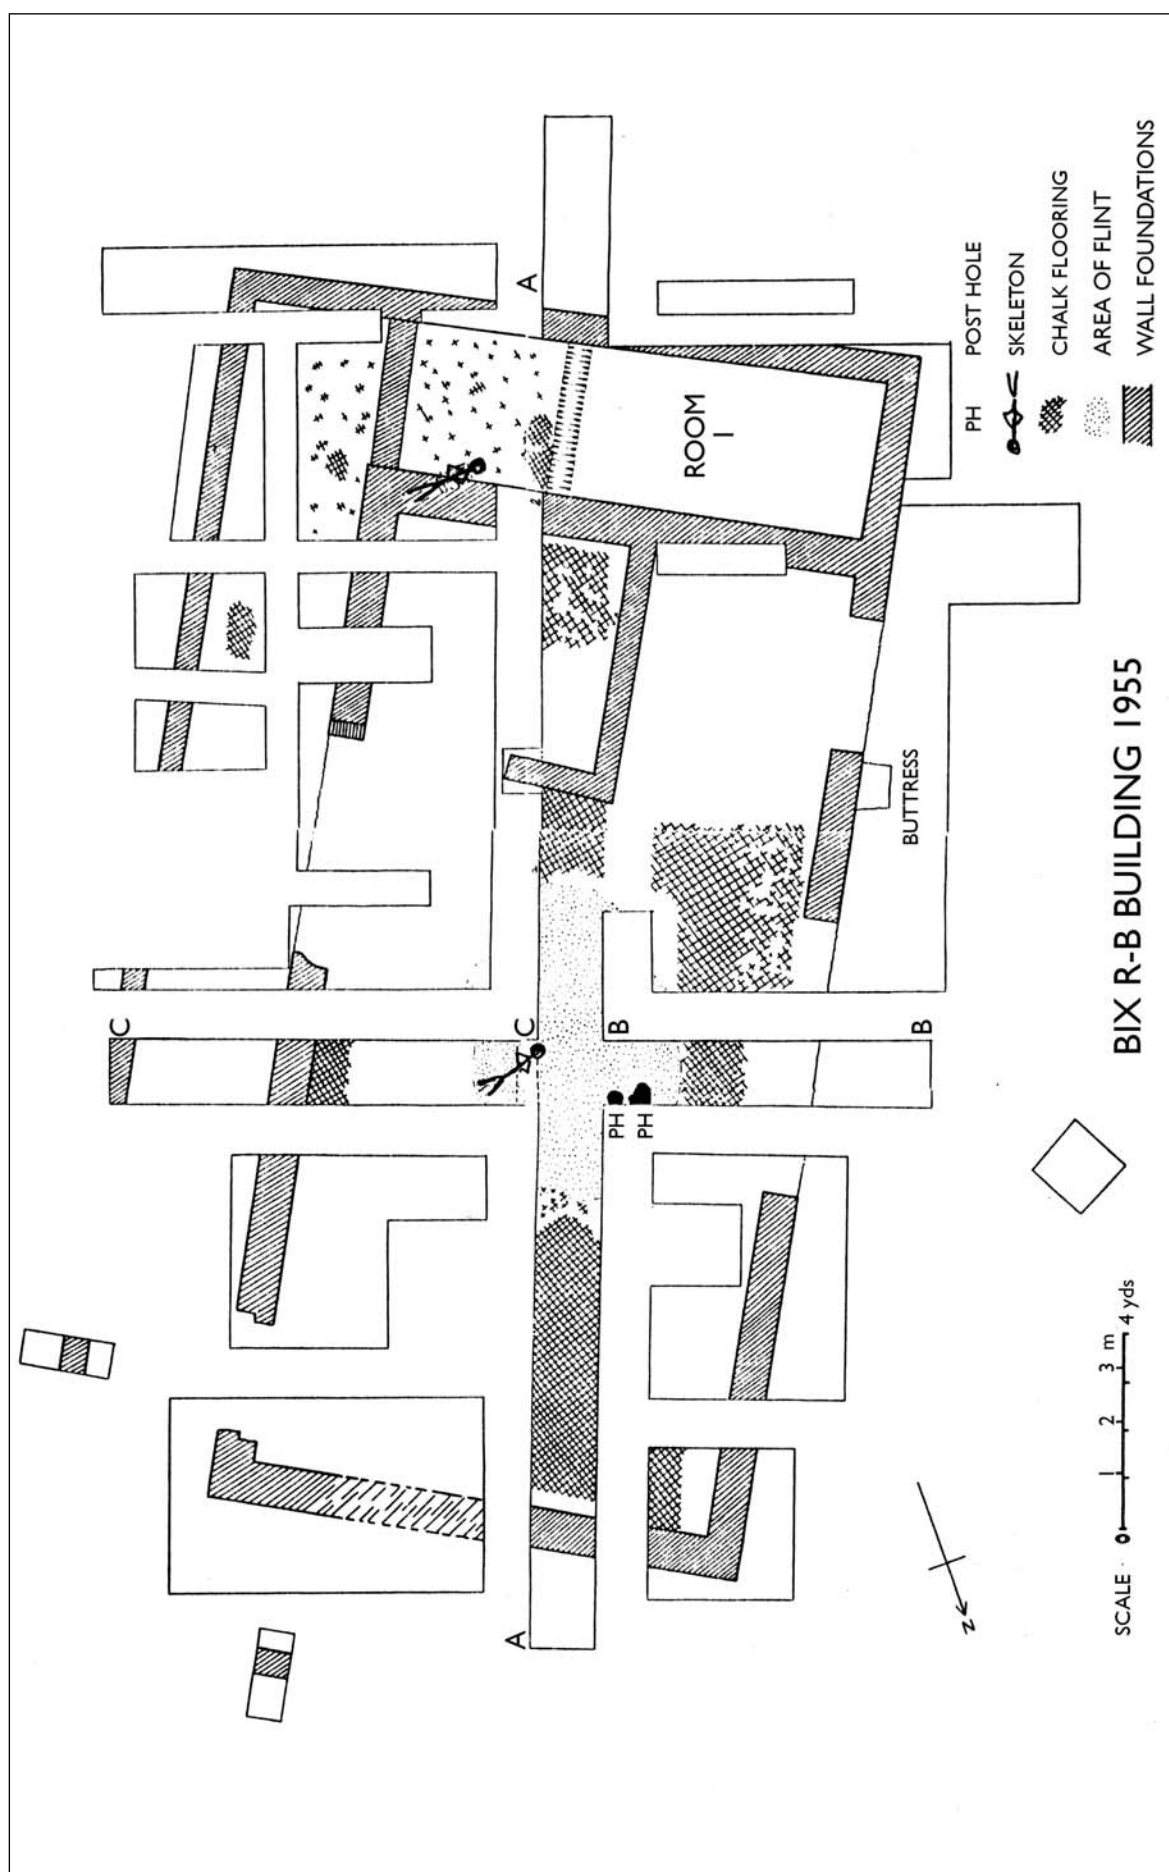 C
C
A
A
B
PH
PH
ROOM
I
BUTTRESS
B
PH POST HOLE
SKELETON
CHALK FLOORING
AREA OF FLINT
WALL FOUNDATIONS
N
SCALE 0 1 2 3 m 4 yds
BIX R-B BUILDING 1955